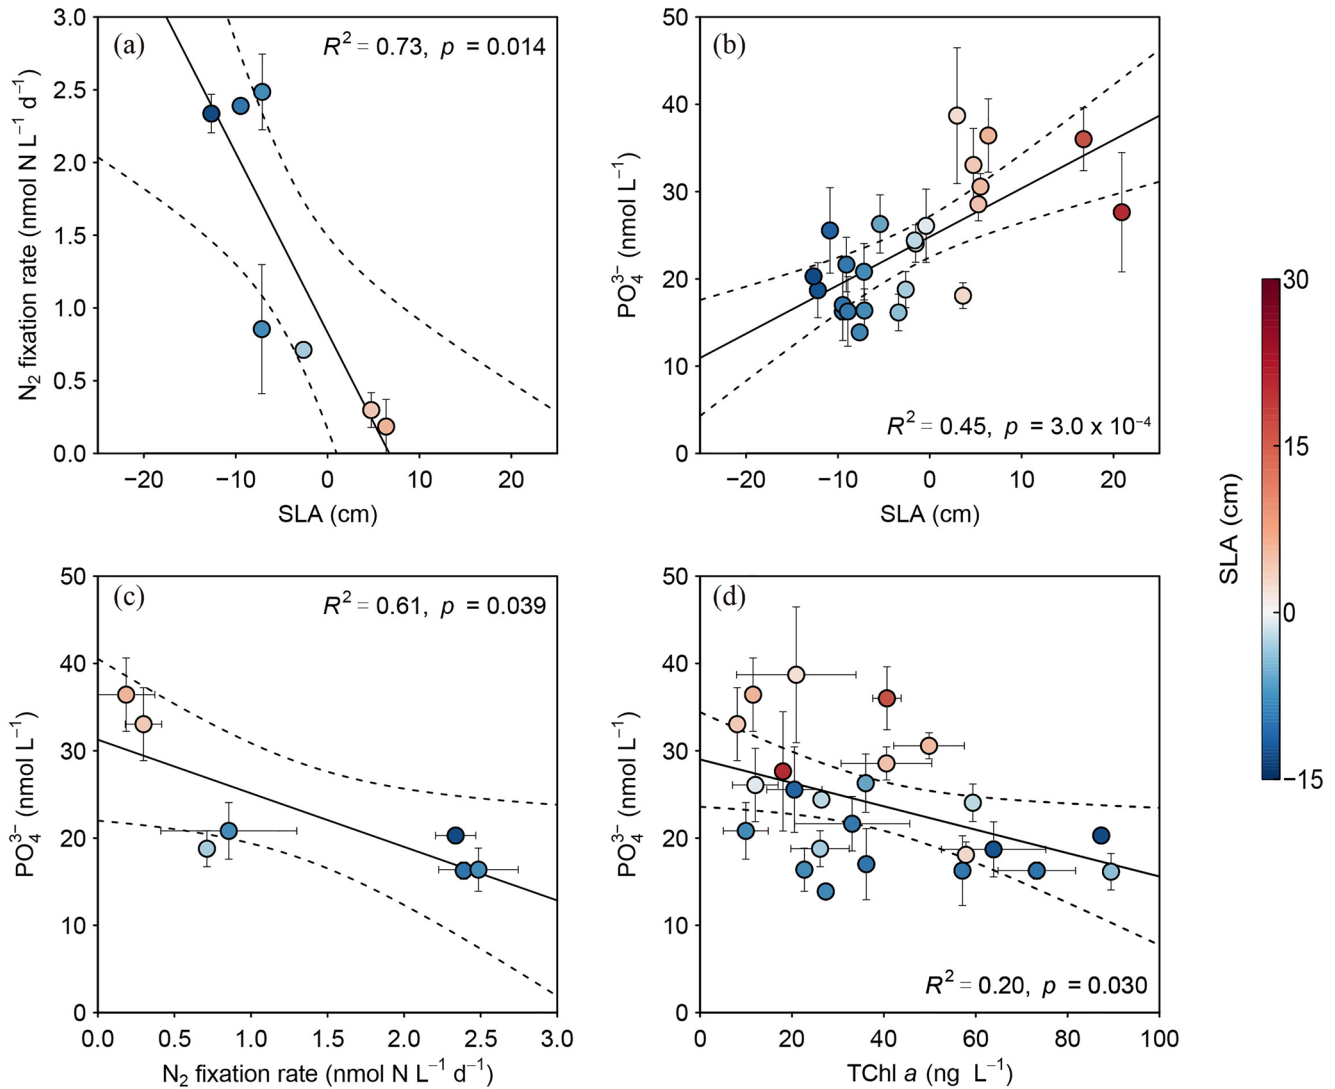 (a)
R² = 0.73, p = 0.014
3.0
2.5
2.0
1.5
1.0
0.5
0.0
N₂ fixation rate (nmol N L⁻¹ d⁻¹)
−20 −10 0 10 20
SLA (cm)
(b)
50
40
30
20
10
0
PO₄³⁻ (nmol L⁻¹)
R² = 0.45, p = 3.0 x 10⁻⁴
−20 −10 0 10 20
SLA (cm)
(c)
R² = 0.61, p = 0.039
50
40
30
20
10
0
PO₄³⁻ (nmol L⁻¹)
0.0 0.5 1.0 1.5 2.0 2.5 3.0
N₂ fixation rate (nmol N L⁻¹ d⁻¹)
(d)
50
40
30
20
10
0
PO₄³⁻ (nmol L⁻¹)
R² = 0.20, p = 0.030
0 20 40 60 80 100
TChl a (ng L⁻¹)
30
15
0
−15
SLA (cm)